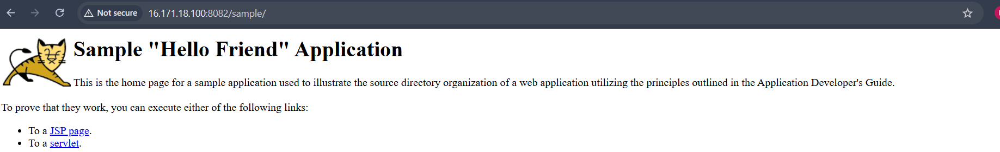 Not secure 16.171.18.100:8082/sample/
Sample "Hello Friend" Application
This is the home page for a sample application used to illustrate the source directory organization of a web application utilizing the principles outlined in the Application Developer's Guide.
To prove that they work, you can execute either of the following links:
• To a JSP page.
• To a servlet.